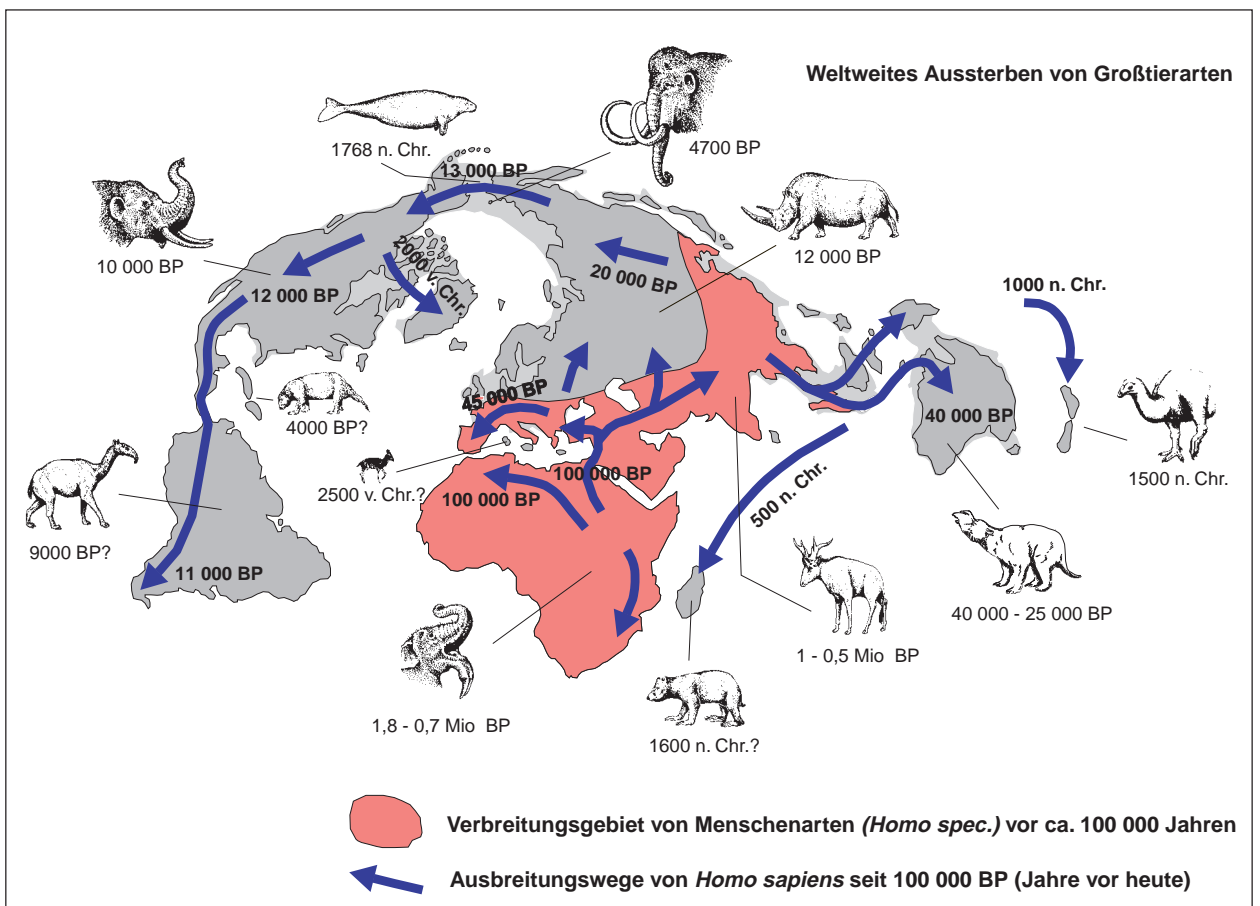 Weltweites Aussterben von Großtierarten
1768 n. Chr.
4700 BP
13 000 BP
10 000 BP
2000 v. Chr.
20 000 BP
12 000 BP
12 000 BP
1000 n. Chr.
45 000 BP
4000 BP?
40 000 BP
2500 v. Chr.?
100 000 BP
100 000 BP
1500 n. Chr.
500 n. Chr.
9000 BP?
11 000 BP
40 000 - 25 000 BP
1 - 0,5 Mio BP
1,8 - 0,7 Mio BP
1600 n. Chr.?
Verbreitungsgebiet von Menschenarten (Homo spec.) vor ca. 100 000 Jahren
Ausbreitungswege von Homo sapiens seit 100 000 BP (Jahre vor heute)